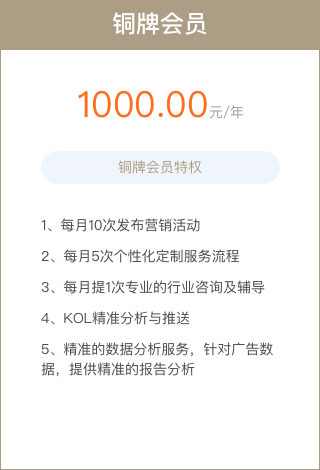 铜牌会员
1000.00元/年
铜牌会员特权
1、每月10次发布营销活动
2、每月5次个性化定制服务流程
3、每月提1次专业的行业咨询及辅导
4、KOL精准分析与推送
5、精准的数据分析服务，针对广告数
据，提供精准的报告分析